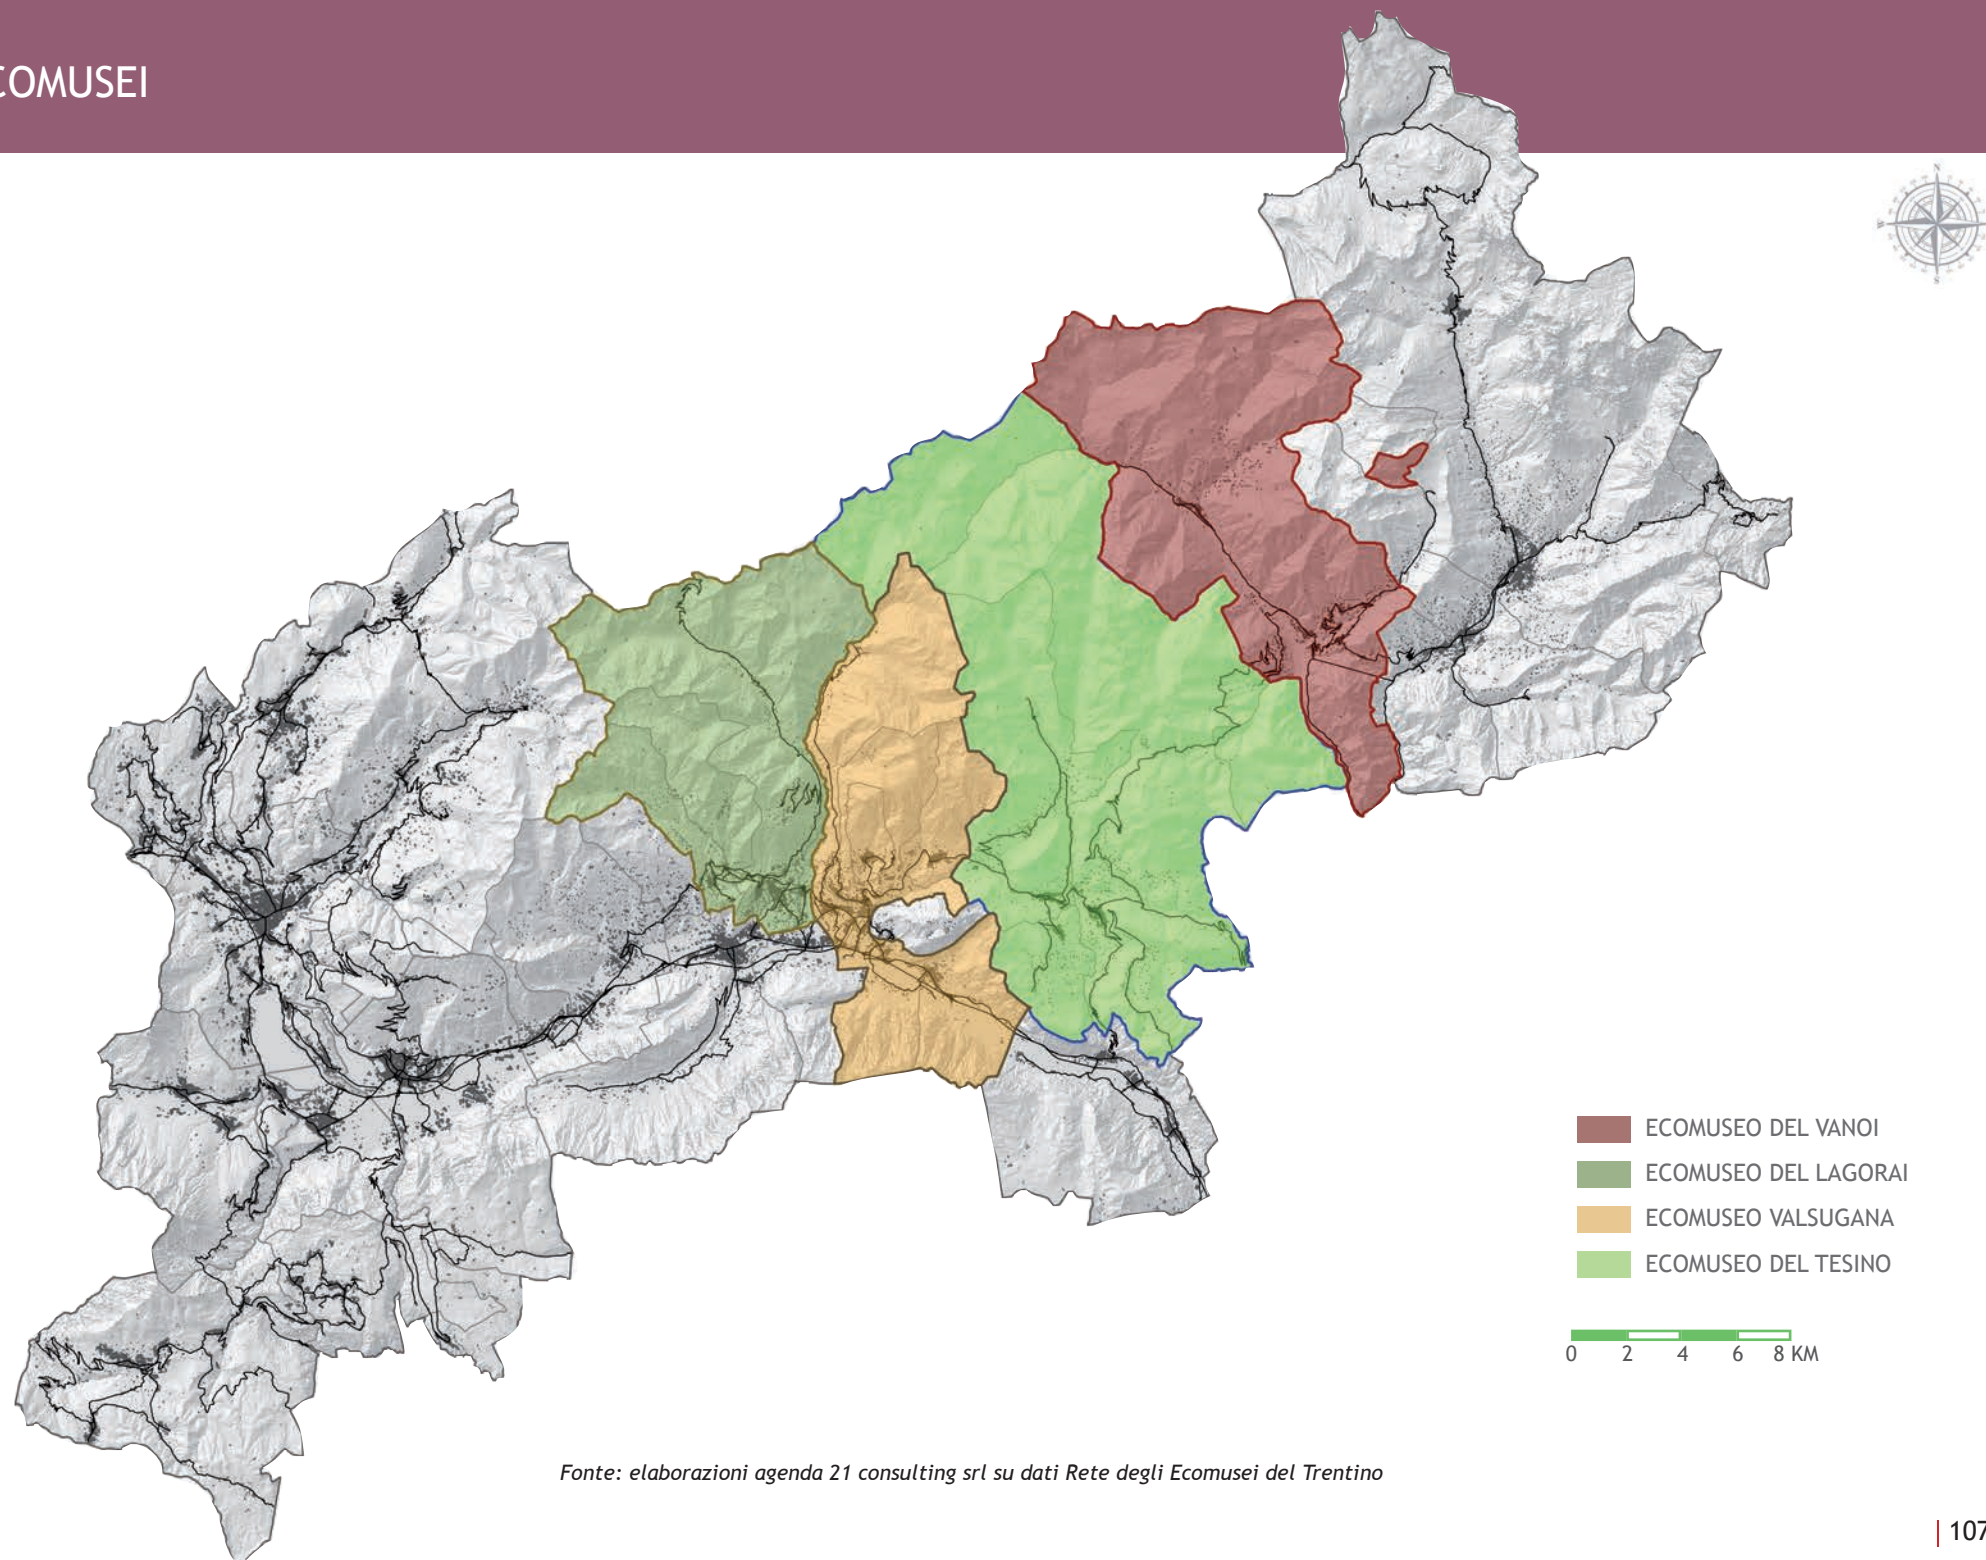 COMUSEI
N
S
ECOMUSEO DEL VANOI
ECOMUSEO DEL LAGORAI
ECOMUSEO VALSUGANA
ECOMUSEO DEL TESINO
0 2 4 6 8 KM
Fonte: elaborazioni agenda 21 consulting srl su dati Rete degli Ecomusei del Trentino
| 107